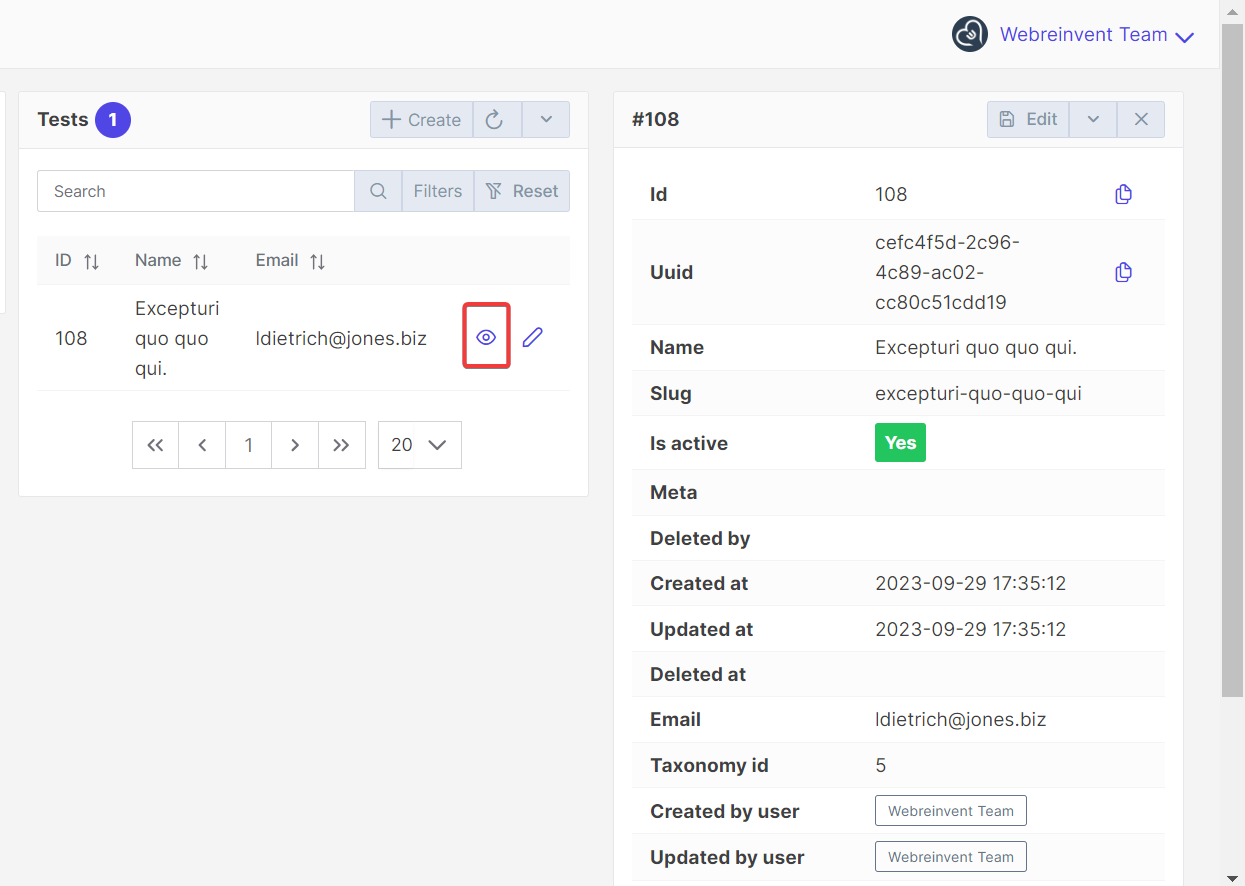 Webreinvent Team
Tests 1
Create
Search
Filters
Reset
ID Name Email
108
Excepturi
quo quo
qui.
ldietrich@jones.biz
1
20
#108
Edit
Id 108
Uuid
cefc4f5d-2c96-
4c89-ac02-
cc80c51cdd19
Name Excepturi quo quo qui.
Slug excepturi-quo-quo-qui
Is active Yes
Meta
Deleted by
Created at 2023-09-29 17:35:12
Updated at 2023-09-29 17:35:12
Deleted at
Email ldietrich@jones.biz
Taxonomy id 5
Created by user Webreinvent Team
Updated by user Webreinvent Team